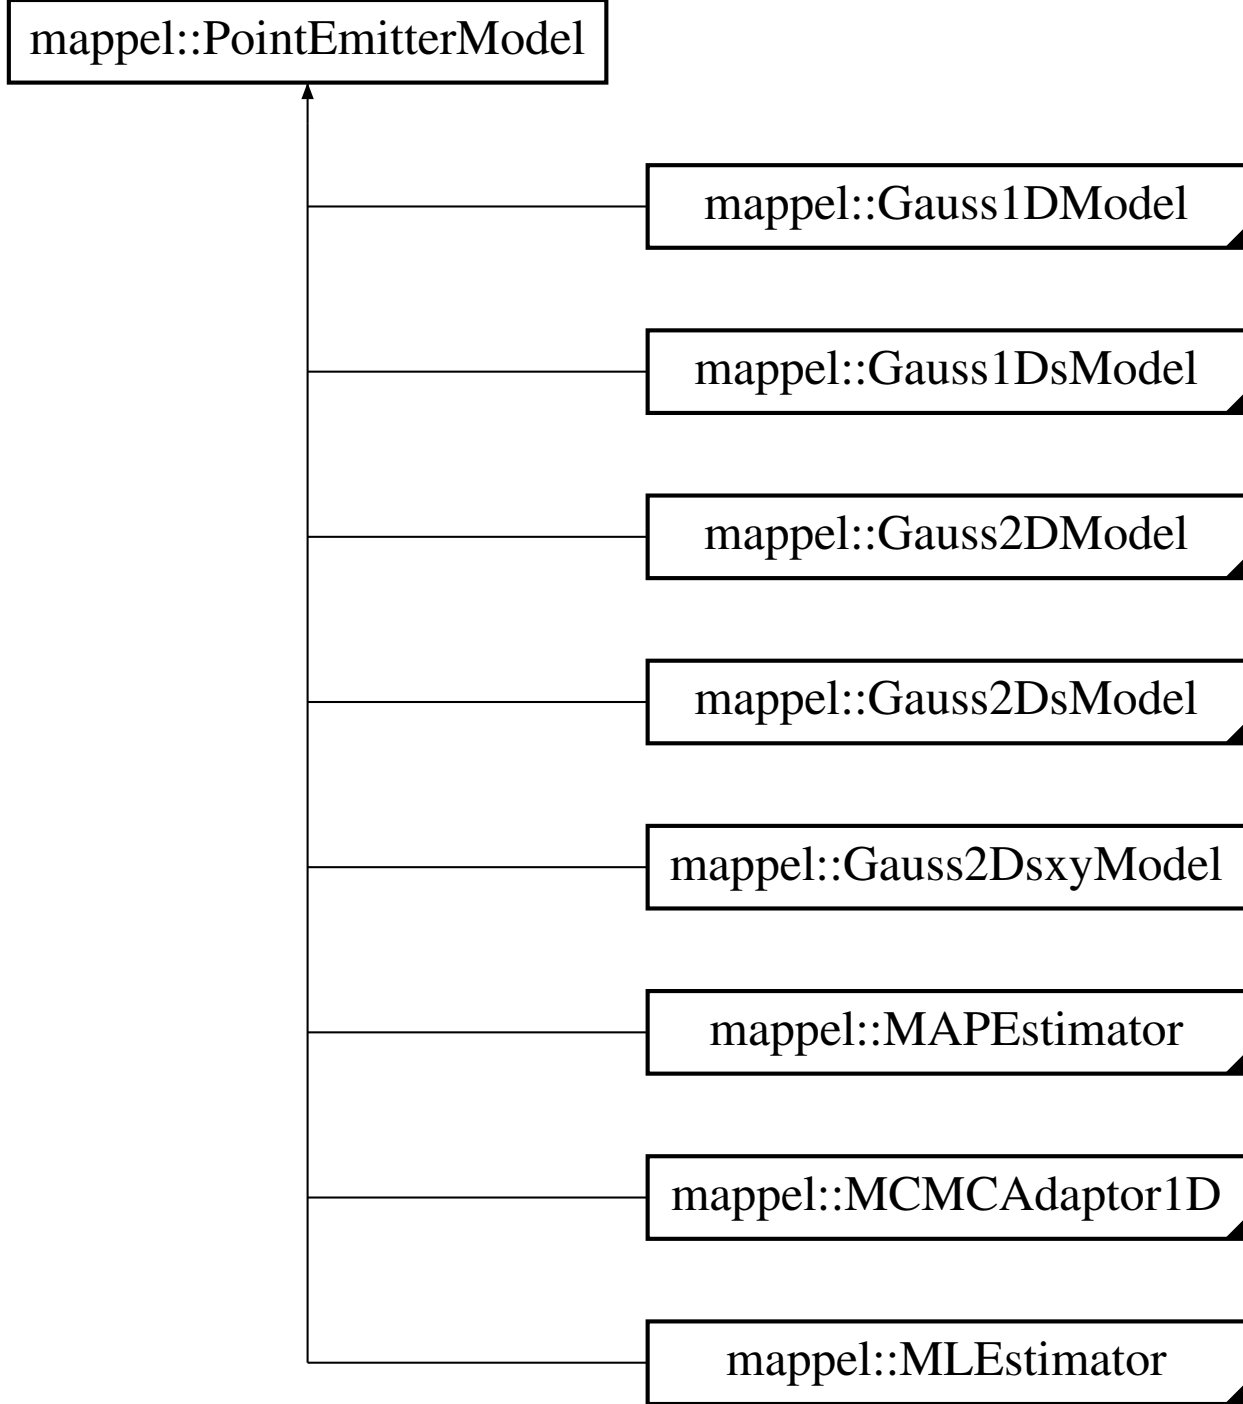 mappel::PointEmitterModel
mappel::Gauss1DModel
mappel::Gauss1DsModel
mappel::Gauss2DModel
mappel::Gauss2DsModel
mappel::Gauss2DsxyModel
mappel::MAPEstimator
mappel::MCMCAdaptor1D
mappel::MLEstimator